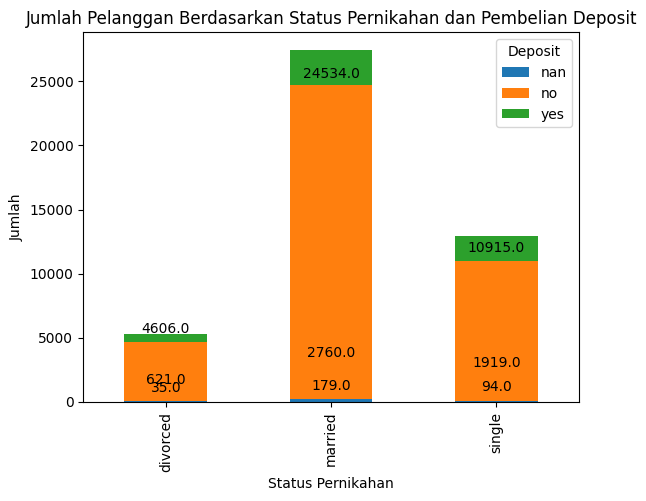 Jumlah Pelanggan Berdasarkan Status Pernikahan dan Pembelian Deposit
Deposit
nan
no
yes
25000
20000
15000
10000
5000
0
Jumlah
4606.0
621.0
35.0
24534.0
2760.0
179.0
10915.0
1919.0
94.0
divorced
married
single
Status Pernikahan